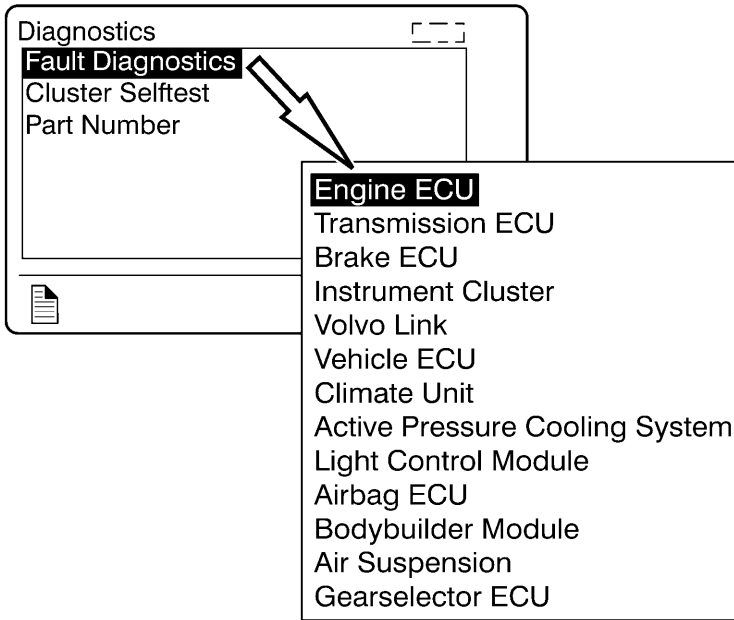 Diagnostics
Fault Diagnostics
Cluster Selftest
Part Number
Engine ECU
Transmission ECU
Brake ECU
Instrument Cluster
Volvo Link
Vehicle ECU
Climate Unit
Active Pressure Cooling System
Light Control Module
Airbag ECU
Bodybuilder Module
Air Suspension
Gearselector ECU